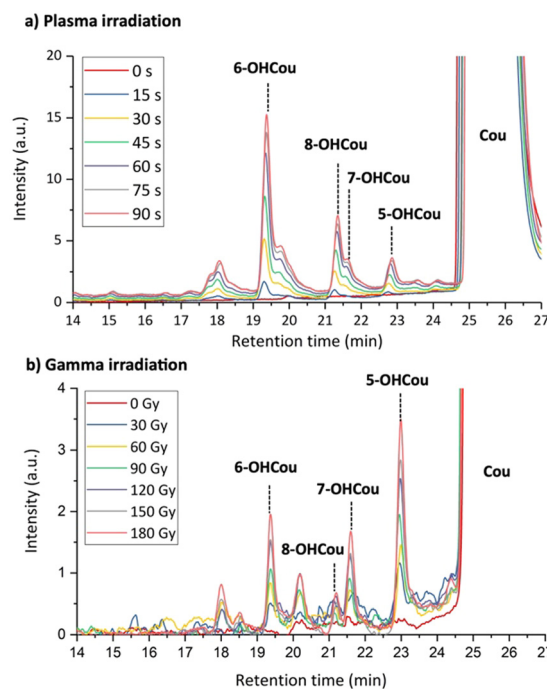 a) Plasma irradiation
20
15
10
5
0
Intensity (a.u.)
0 s
15 s
30 s
45 s
60 s
75 s
90 s
6-OHCou
8-OHCou
7-OHCou
5-OHCou
Cou
14 15 16 17 18 19 20 21 22 23 24 25 26 27
Retention time (min)
b) Gamma irradiation
4
3
2
1
0
Intensity (a.u.)
0 Gy
30 Gy
60 Gy
90 Gy
120 Gy
150 Gy
180 Gy
6-OHCou
8-OHCou
7-OHCou
5-OHCou
Cou
14 15 16 17 18 19 20 21 22 23 24 25 26 27
Retention time (min)